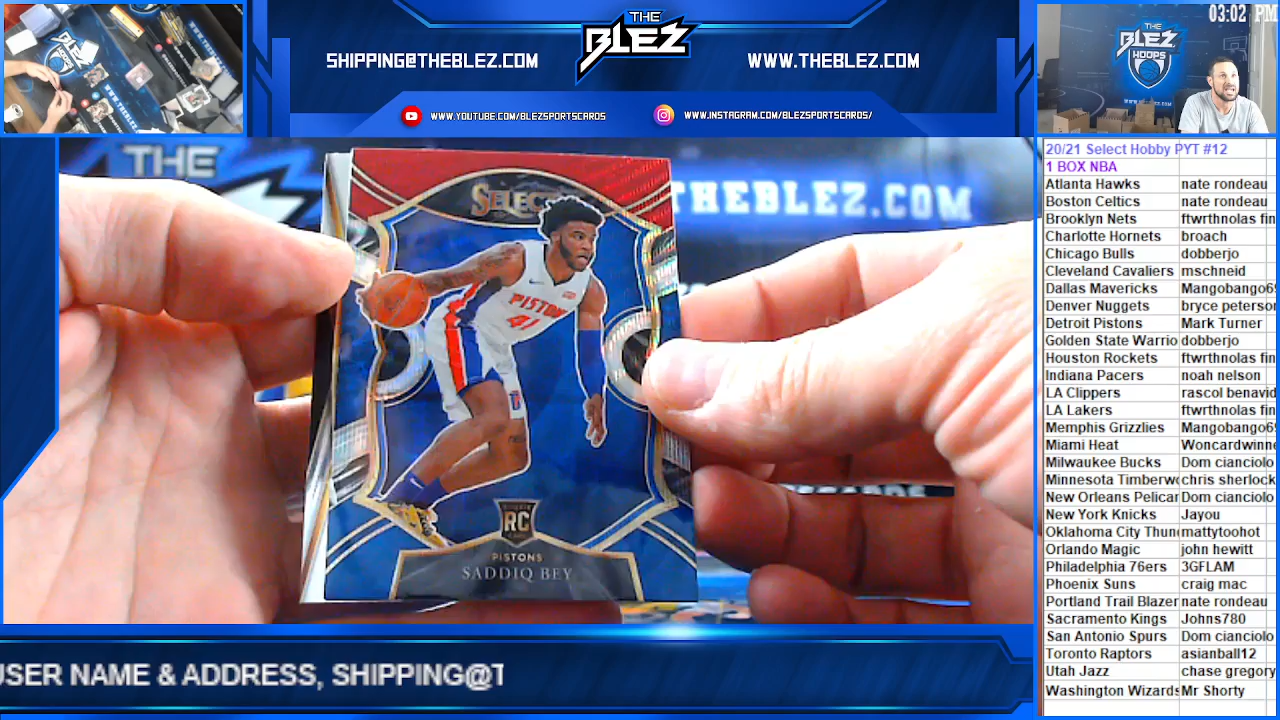 THE
BLEZ
SHIPPING@THEBLEZ.COM
WWW.THEBLEZ.COM
WWW.YOUTUBE.COM/BLEZSPORTSCARDS
WWW.INSTAGRAM.COM/BLEZSPORTSCARDS/
03:02 PM
THE
BLEZ
HOOPS
THE
THEBLEZ.COM
SELECT
PISTONS
41
RC
PISTONS
SADDIQ BEY
USER NAME & ADDRESS, SHIPPING@T
20/21 Select Hobby PYT #12
1 BOX NBA
Atlanta Hawks nate rondeau
Boston Celtics nate rondeau
Brooklyn Nets ftwrthnolas fin
Charlotte Hornets broach
Chicago Bulls dobberjo
Cleveland Cavaliers mschneid
Dallas Mavericks Mangobango69
Denver Nuggets bryce peterson
Detroit Pistons Mark Turner
Golden State Warrio dobberjo
Houston Rockets ftwrthnolas fin
Indiana Pacers noah nelson
LA Clippers rascol benavid
LA Lakers ftwrthnolas fin
Memphis Grizzlies Mangobango69
Miami Heat Woncardwinne
Milwaukee Bucks Dom cianciolo
Minnesota Timberwo chris sherlock
New Orleans Pelican Dom cianciolo
New York Knicks Jayou
Oklahoma City Thun mattytoohot
Orlando Magic john hewitt
Philadelphia 76ers 3GFLAM
Phoenix Suns craig mac
Portland Trail Blazer nate rondeau
Sacramento Kings Johns780
San Antonio Spurs Dom cianciolo
Toronto Raptors asianball12
Utah Jazz chase gregory
Washington Wizards Mr Shorty